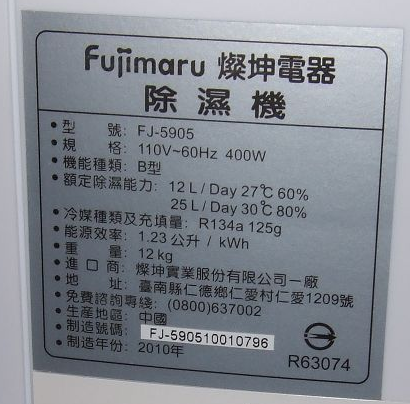 Fujimaru 燦坤電器
除濕機
•型 號: FJ-5905
•規 格: 110V~60Hz 400W
•機能種類: B型
•額定除濕能力: 12 L / Day 27℃ 60%
25 L / Day 30℃ 80%
•冷媒種類及充填量: R134a 125g
•能源效率: 1.23 公升 / kWh
•重 量: 12 kg
•進 口 商: 燦坤實業股份有限公司一廠
•地 址: 臺南縣仁德鄉仁愛村仁愛1209號
•免費諮詢專綫: (0800)637002
•生產地區: 中國
•制造號碼: FJ-590510010796
•制造年份: 2010年
R63074